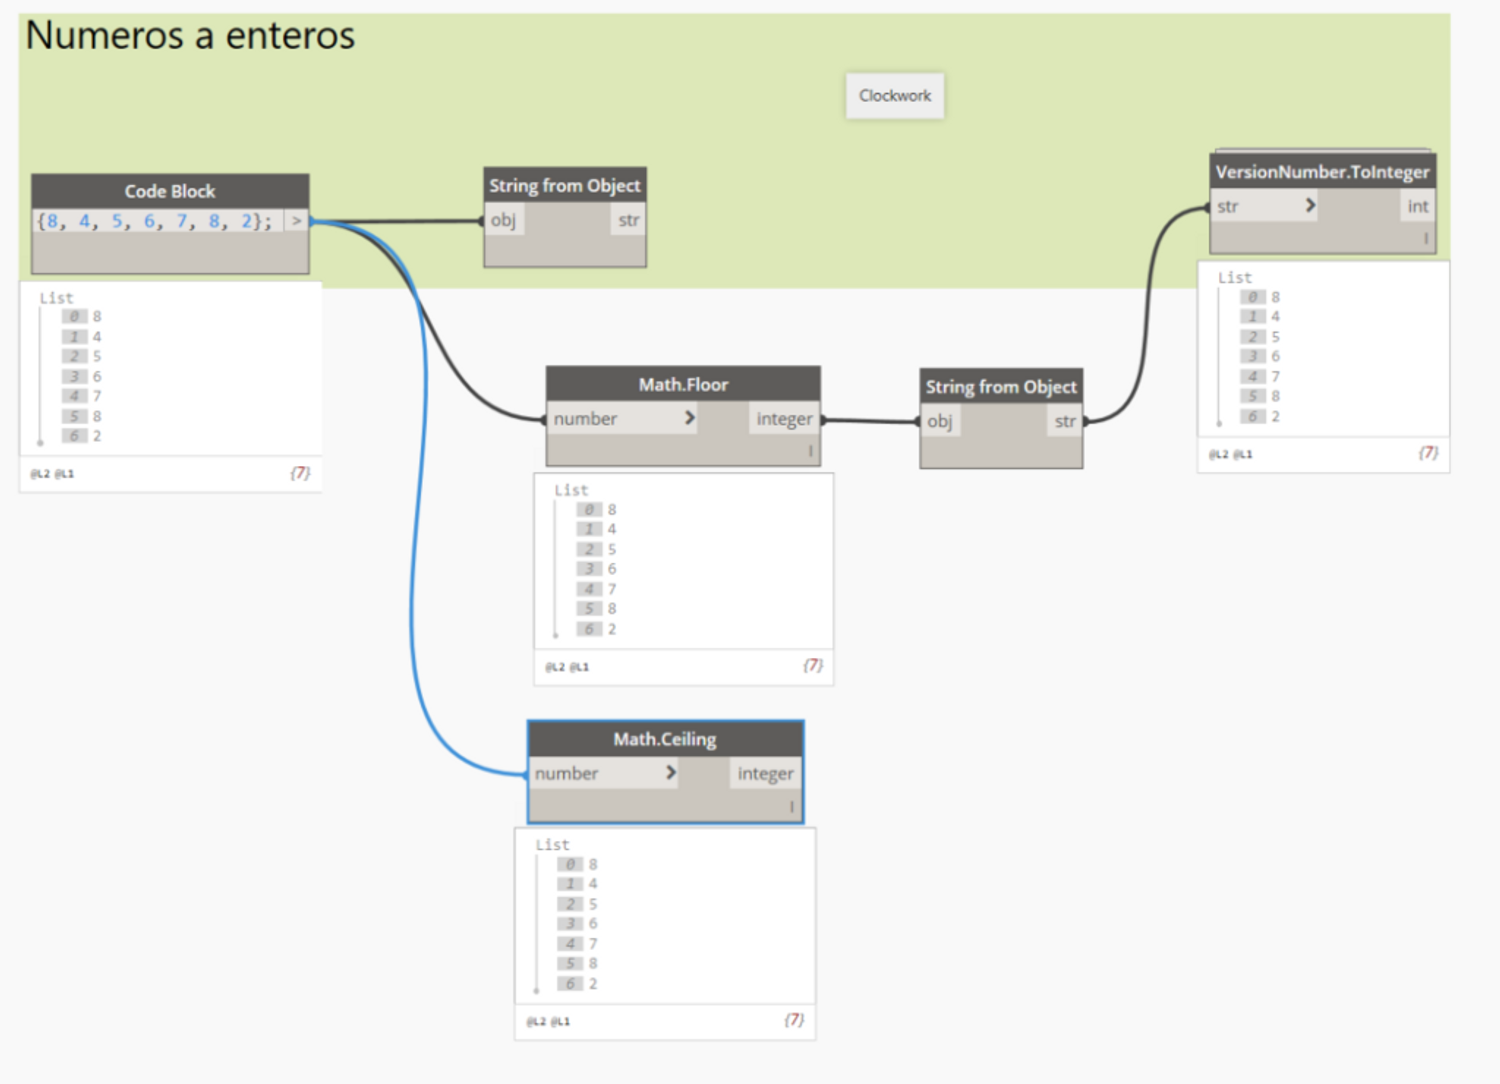 Numeros a enteros
Clockwork
Code Block
{8, 4, 5, 6, 7, 8, 2}; >
List
0 8
1 4
2 5
3 6
4 7
5 8
6 2
@L2 @L1 {7}
String from Object
obj str
VersionNumber.ToInteger
str > int
l
List
0 8
1 4
2 5
3 6
4 7
5 8
6 2
@L2 @L1 {7}
Math.Floor
number > integer
l
List
0 8
1 4
2 5
3 6
4 7
5 8
6 2
@L2 @L1 {7}
String from Object
obj str
Math.Ceiling
number > integer
l
List
0 8
1 4
2 5
3 6
4 7
5 8
6 2
@L2 @L1 {7}